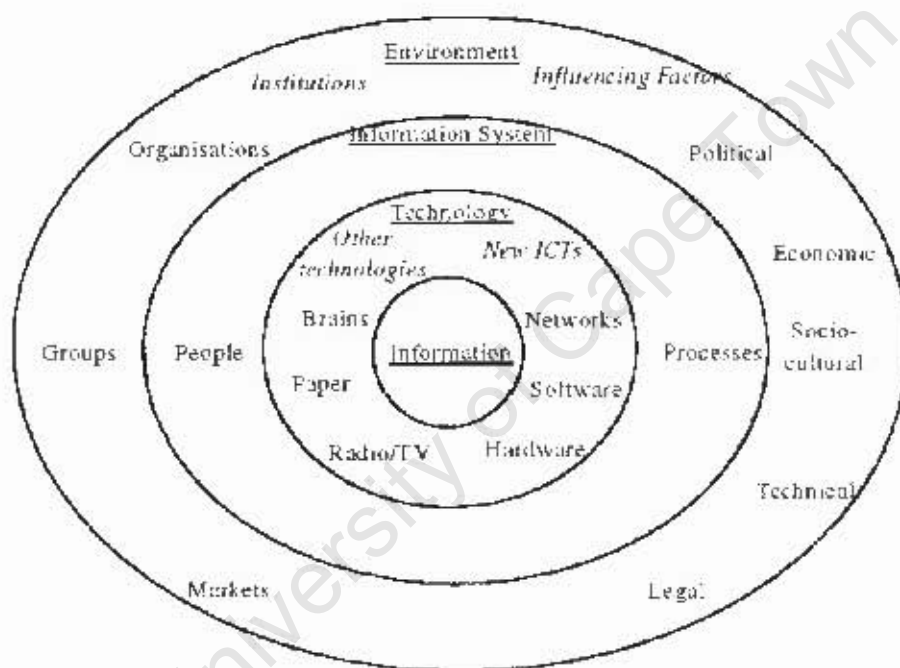 Environment
Institutions
Influencing Factors
Organisations
Information System
Political
Technology
Other
technologies
New ICTs
Economic
Brains
Networks
Groups
People
Information
Processes
Socio-
cultural
Paper
Software
Radio/TV
Hardware
Technical
Markets
Legal
University of Cape Town